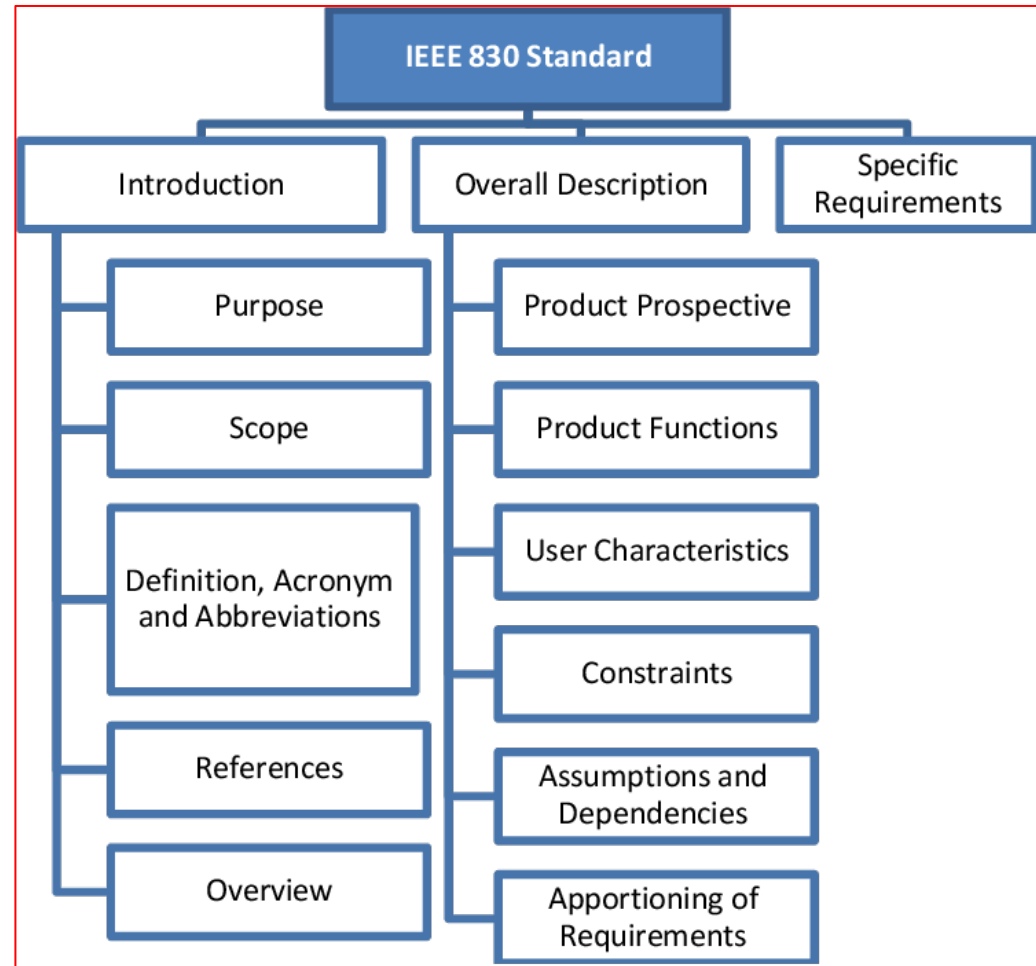 IEEE 830 Standard
Introduction
Overall Description
Specific
Requirements
Purpose
Scope
Definition, Acronym
and Abbreviations
References
Overview
Product Prospective
Product Functions
User Characteristics
Constraints
Assumptions and
Dependencies
Apportioning of
Requirements